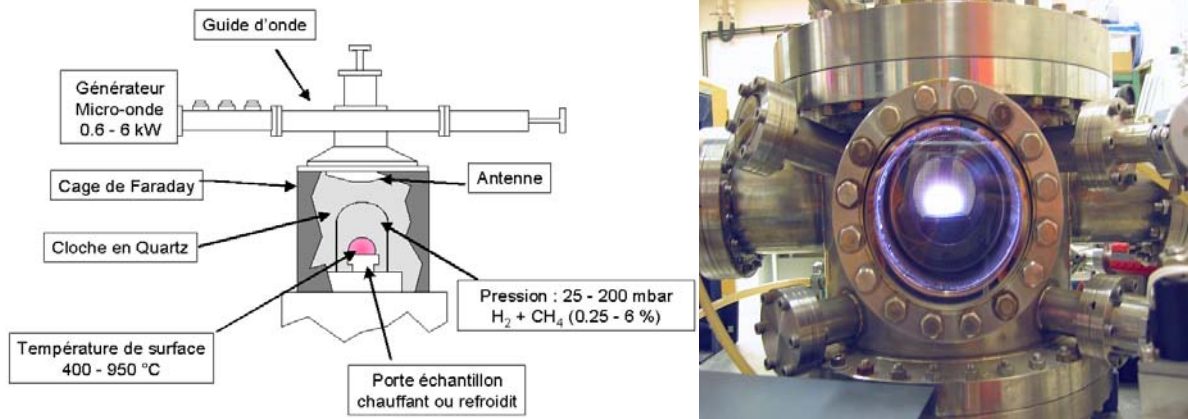 Guide d'onde
Générateur
Micro-onde
0.6 - 6 kW
Cage de Faraday
Antenne
Cloche en Quartz
Pression : 25 - 200 mbar
H₂ + CH₄ (0.25 - 6 %)
Température de surface
400 - 950 °C
Porte échantillon
chauffant ou refroidit